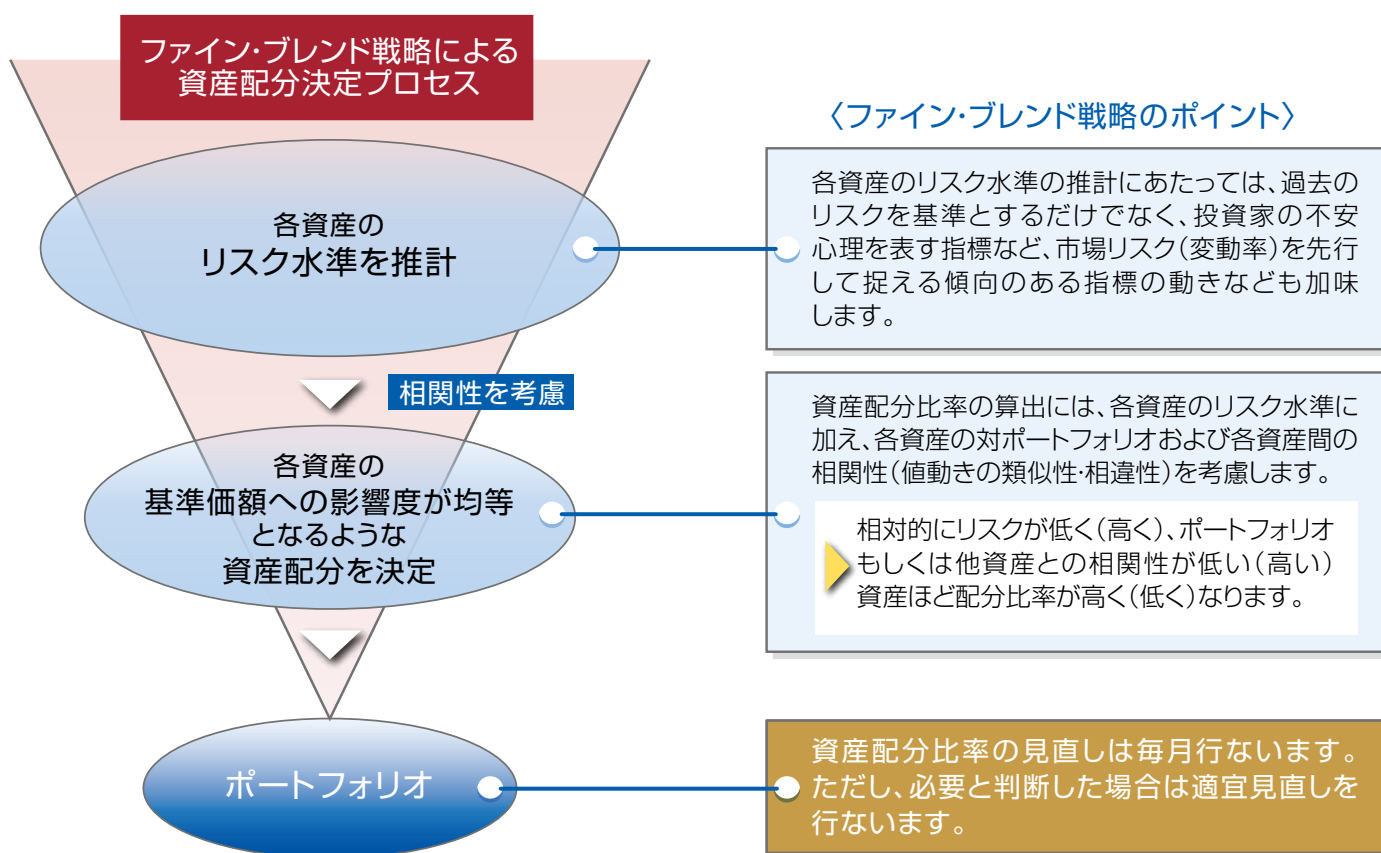 ファイン・ブレンド戦略による
資産配分決定プロセス
各資産の
リスク水準を推計
相関性を考慮
各資産の
基準価額への影響度が均等
となるような
資産配分を決定
ポートフォリオ
〈ファイン・ブレンド戦略のポイント〉
各資産のリスク水準の推計にあたっては、過去の
リスクを基準とするだけでなく、投資家の不安
心理を表す指標など、市場リスク(変動率)を先行
して捉える傾向のある指標の動きなども加味
します。
資産配分比率の算出には、各資産のリスク水準に
加え、各資産の対ポートフォリオおよび各資産間の
相関性(値動きの類似性・相違性)を考慮します。
相対的にリスクが低く(高く)、ポートフォリオ
もしくは他資産との相関性が低い(高い)
資産ほど配分比率が高く(低く)なります。
資産配分比率の見直しは毎月行ないます。
ただし、必要と判断した場合は適宜見直しを
行ないます。